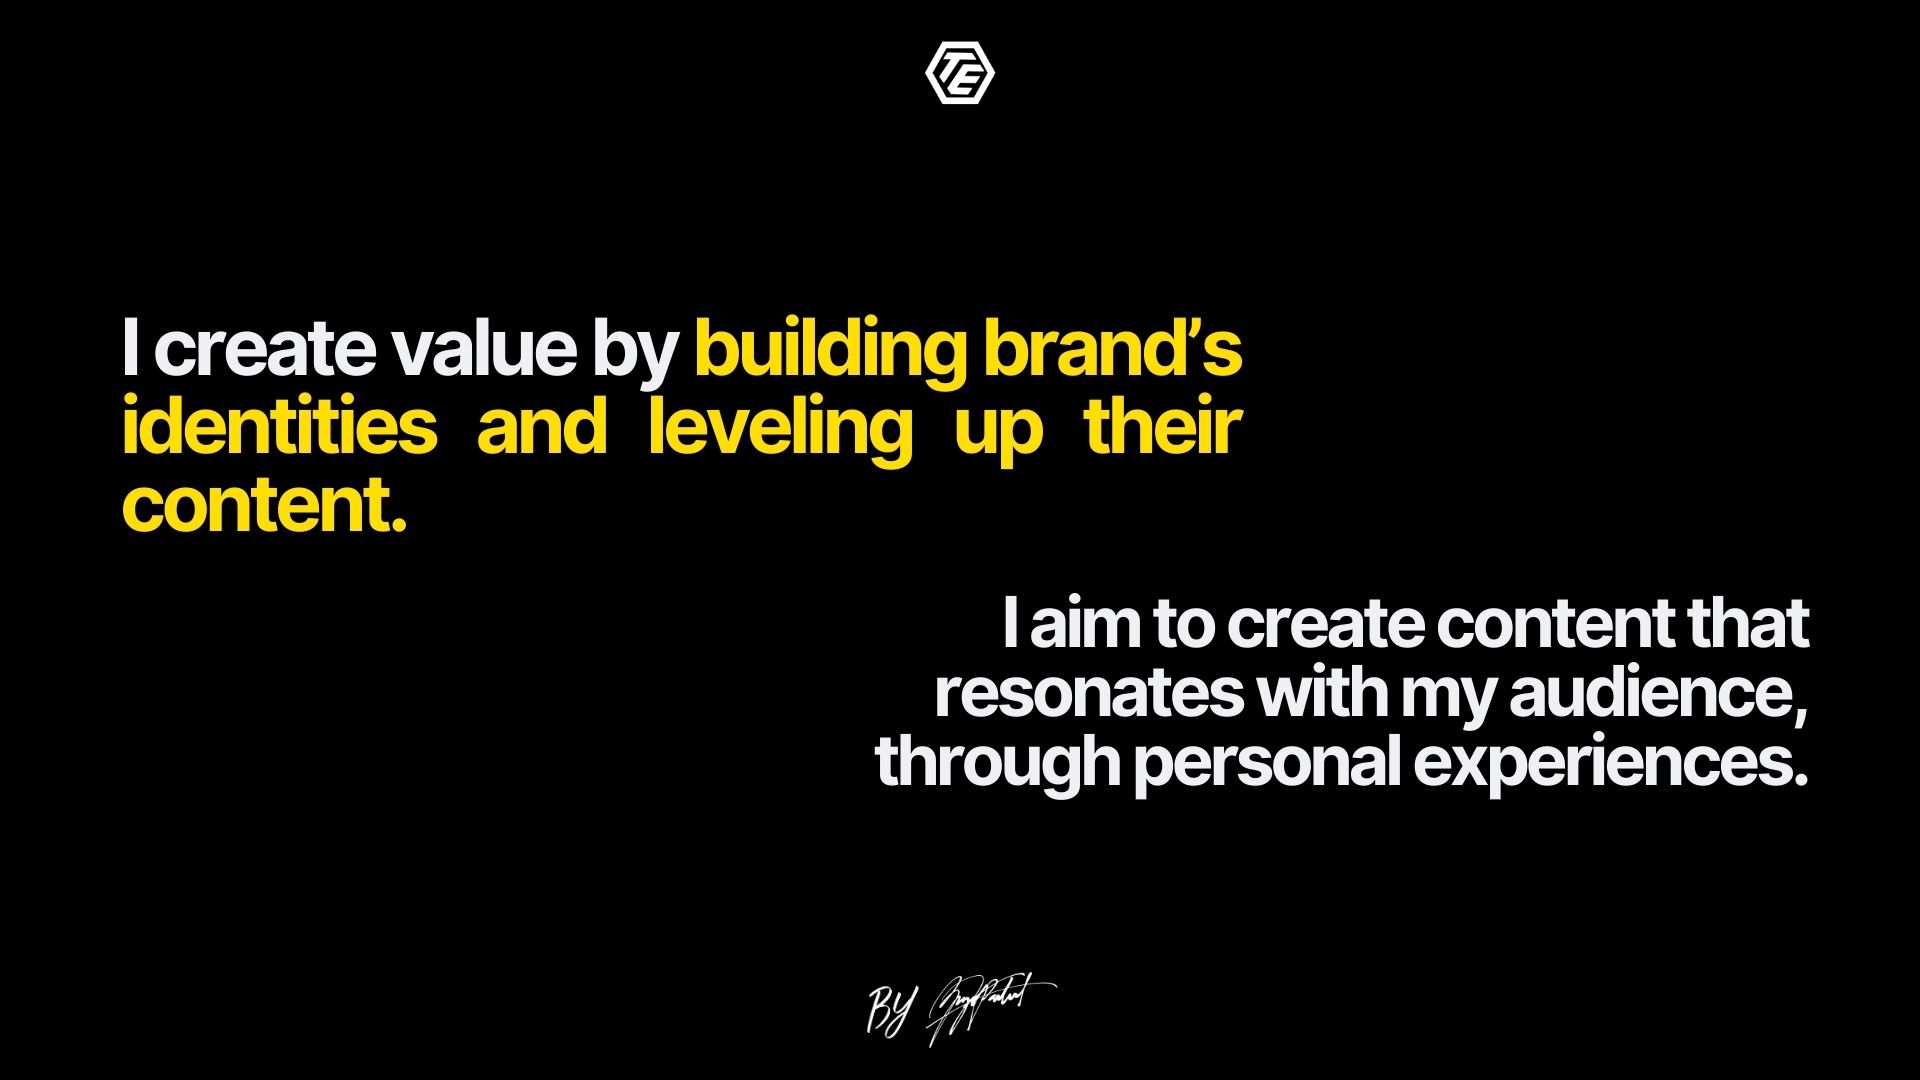 TE
I create value by building brand’s
identities and leveling up their
content.
I aim to create content that
resonates with my audience,
through personal experiences.
BY